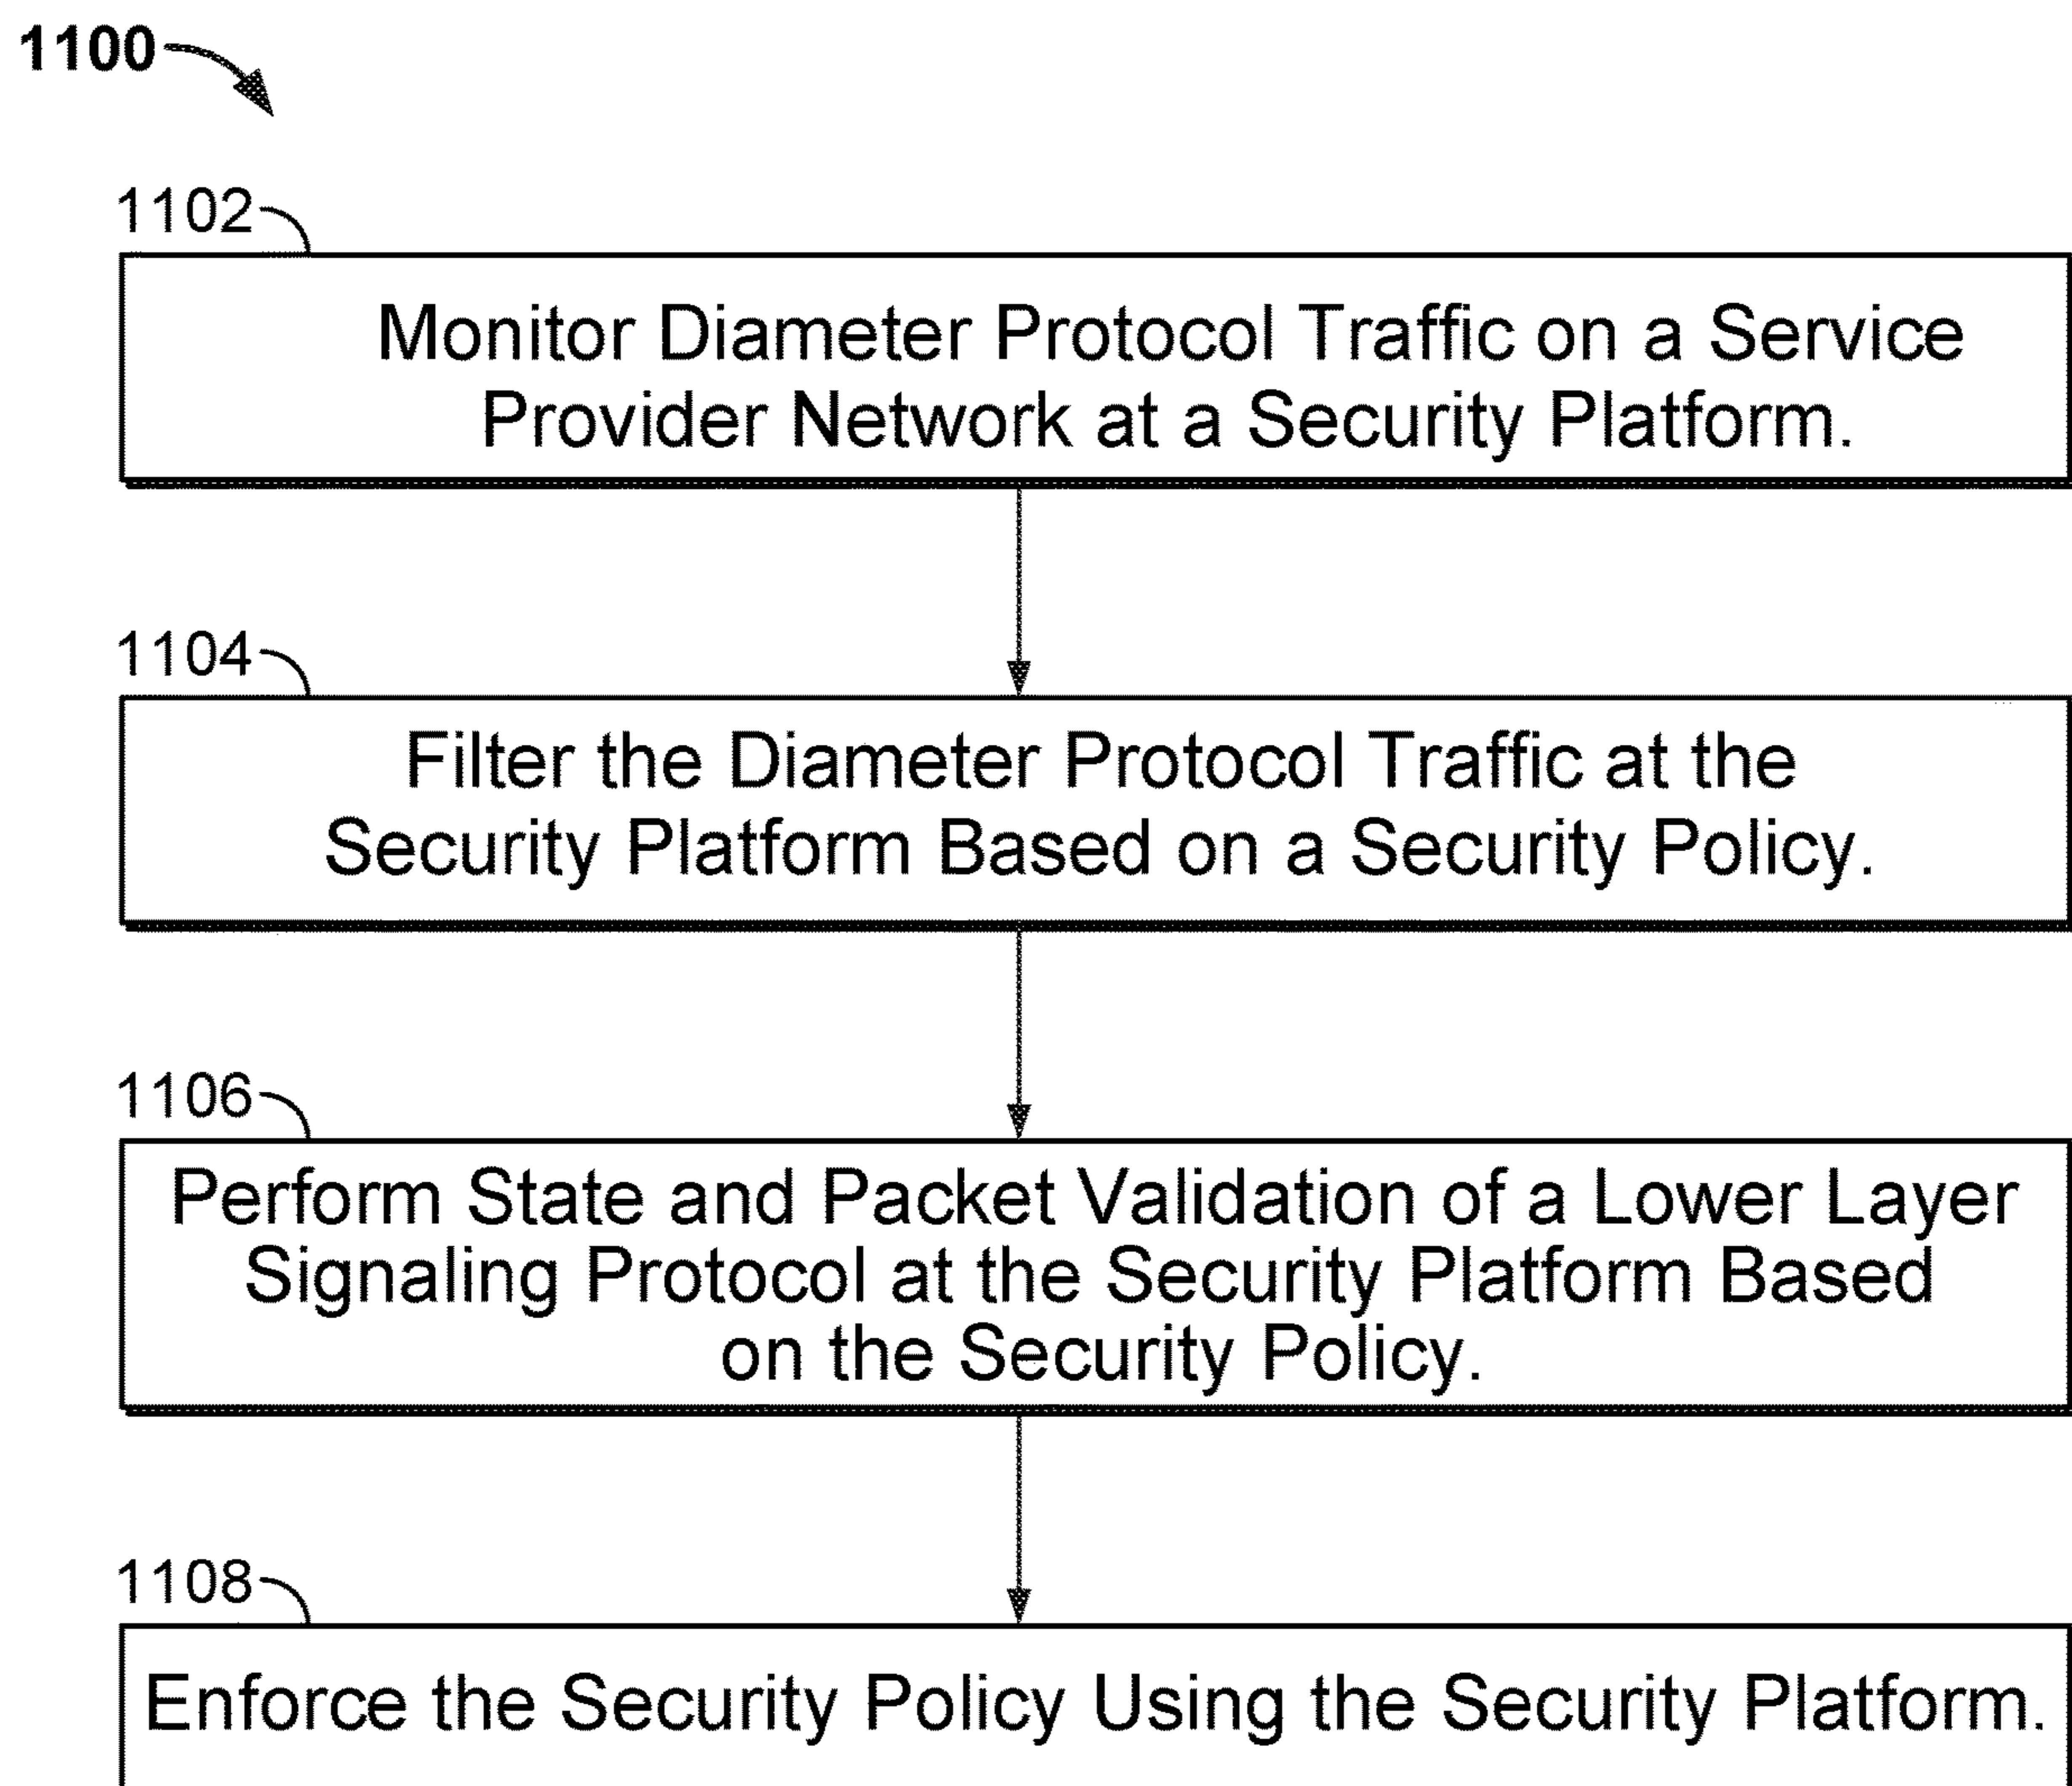 1100
1102
Monitor Diameter Protocol Traffic on a Service
Provider Network at a Security Platform.
1104
Filter the Diameter Protocol Traffic at the
Security Platform Based on a Security Policy.
1106
Perform State and Packet Validation of a Lower Layer
Signaling Protocol at the Security Platform Based
on the Security Policy.
1108
Enforce the Security Policy Using the Security Platform.